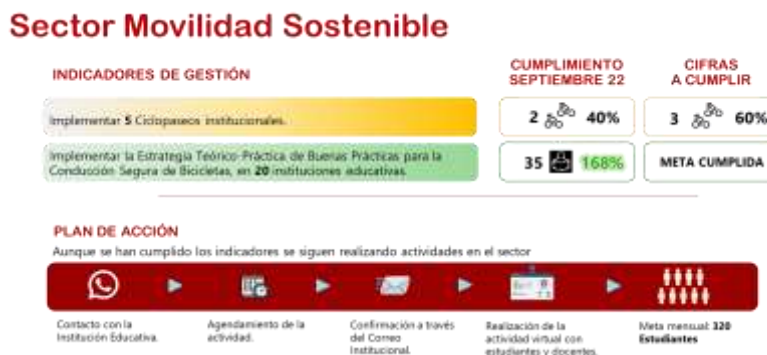 Sector Movilidad Sostenible
INDICADORES DE GESTIÓN
CUMPLIMIENTO
SEPTIEMBRE 22
CIFRAS
A CUMPLIR
Implementar 5 Ciclopaseos institucionales.
2 40%
3 60%
Implementar la Estrategia Teórico-Práctica de Buenas Prácticas para la
Conducción Segura de Bicicletas, en 20 instituciones educativas.
35 168%
META CUMPLIDA
PLAN DE ACCIÓN
Aunque se han cumplido los indicadores se siguen realizando actividades en el sector
Contacto con la
Institución Educativa.
Agendamiento de la
actividad.
Confirmación a través
del Correo
Institucional.
Realización de la
actividad virtual con
estudiantes y docentes.
Meta mensual: 320
Estudiantes